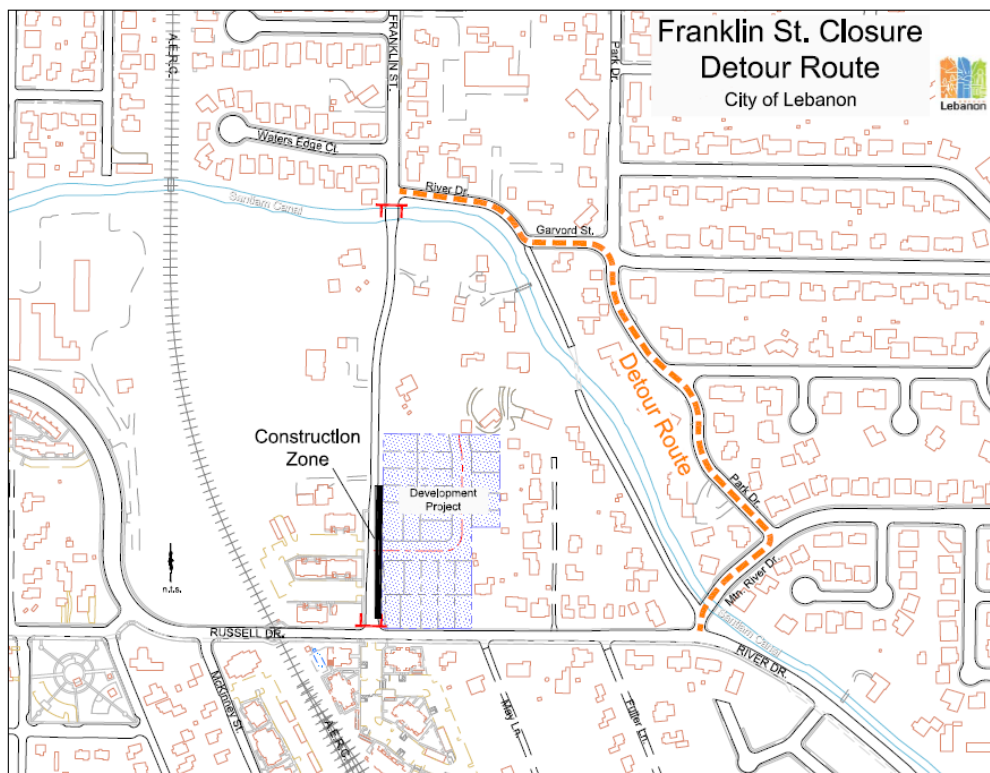 Franklin St. Closure
Detour Route
City of Lebanon
Lebanon
A.E.R.C.
FRANKLIN ST.
Park Dr.
Waters Edge Ct.
River Dr.
Santiam Canal
Garvord St.
Detour Route
Construction
Zone
Development
Project
Park Dr.
n.t.s.
Mtn. River Dr.
Santiam Canal
RUSSELL DR.
RIVER DR.
McKinney St.
A.E.R.C.
May Ln.
Fuller Ln.